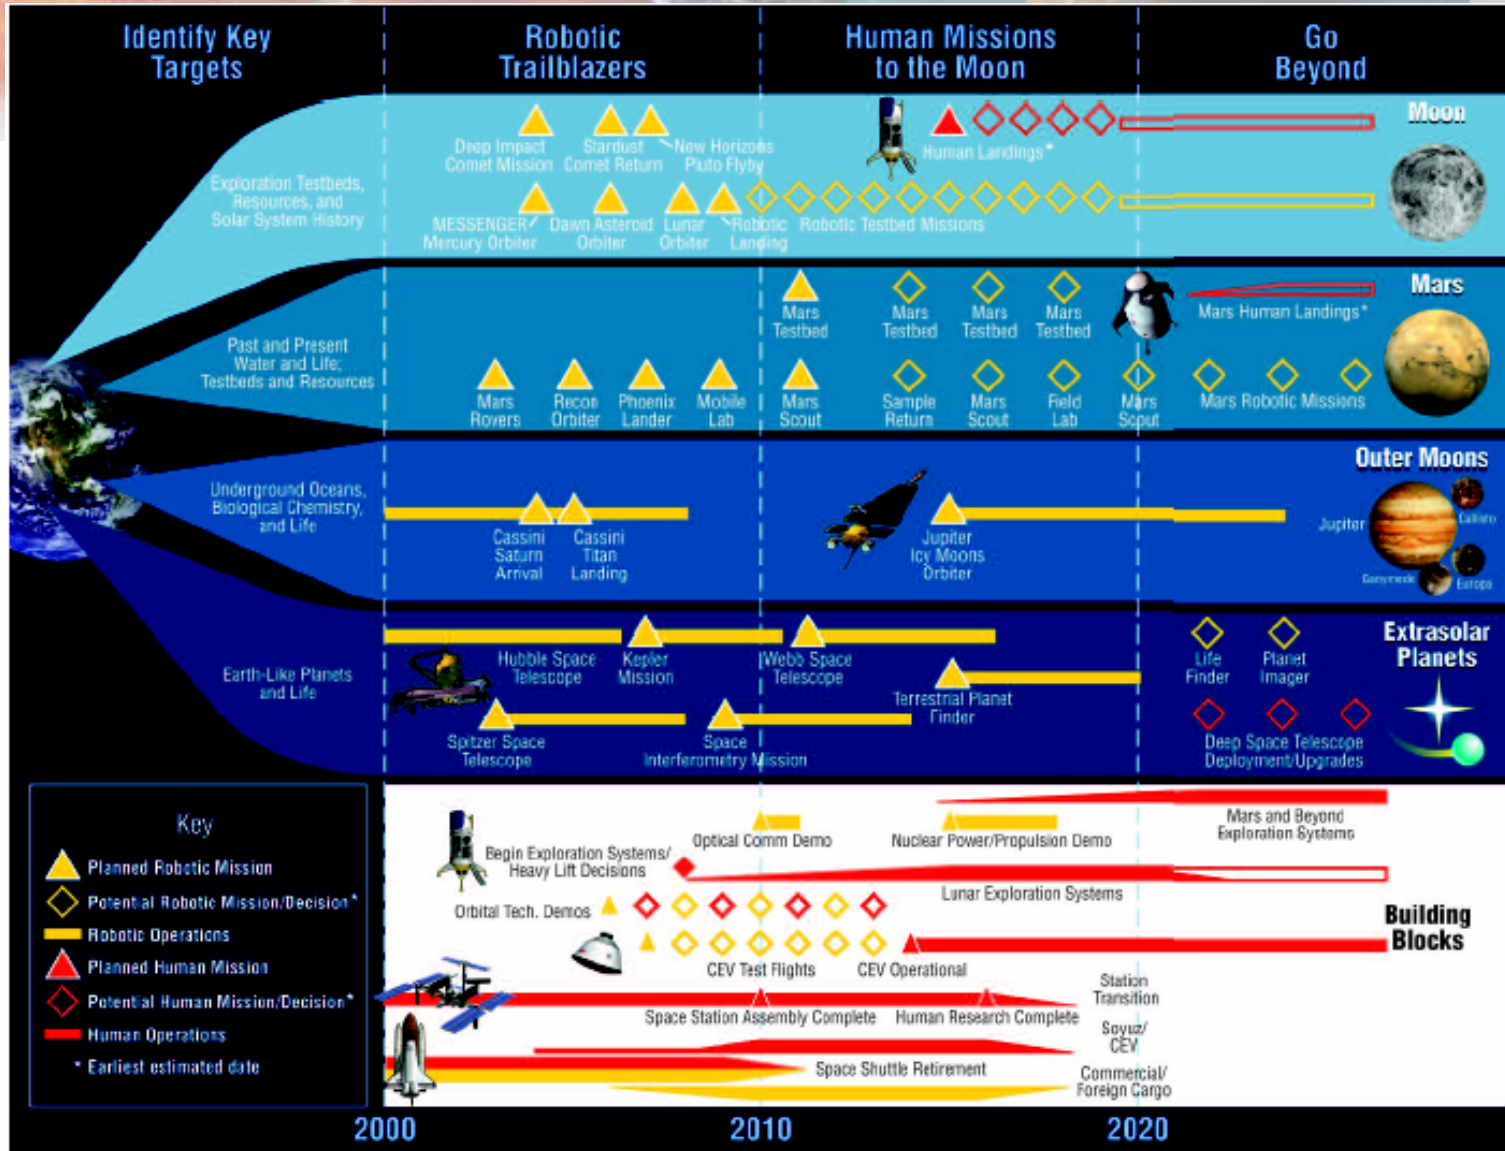 Identify Key
Targets
Robotic
Trailblazers
Human Missions
to the Moon
Go
Beyond
Moon
Deep Impact
Comet Mission
Stardust
Comet Return
New Horizons
Pluto Flyby
Human Landings*
Exploration Testbeds,
Resources, and
Solar System History
MESSENGER
Mercury Orbiter
Dawn Asteroid
Orbiter
Lunar
Orbiter
Robotic
Landing
Robotic Testbed Missions
Mars
Mars
Testbed
Mars
Testbed
Mars
Testbed
Mars
Testbed
Mars Human Landings*
Past and Present
Water and Life;
Testbeds and Resources
Mars
Rovers
Recon
Orbiter
Phoenix
Lander
Mobile
Lab
Mars
Scout
Sample
Return
Mars
Scout
Field
Lab
Mars
Scout
Mars Robotic Missions
Outer Moons
Underground Oceans,
Biological Chemistry,
and Life
Cassini
Saturn
Arrival
Cassini
Titan
Landing
Jupiter
Icy Moons
Orbiter
Jupiter
Callisto
Ganymede
Europa
Extrasolar
Planets
Earth-Like Planets
and Life
Hubble Space
Telescope
Kepler
Mission
Webb Space
Telescope
Terrestrial Planet
Finder
Life
Finder
Planet
Imager
Spitzer Space
Telescope
Space
Interferometry Mission
Deep Space Telescope
Deployment/Upgrades
Key
Planned Robotic Mission
Potential Robotic Mission/Decision*
Robotic Operations
Planned Human Mission
Potential Human Mission/Decision*
Human Operations
* Earliest estimated date
Optical Comm Demo
Nuclear Power/Propulsion Demo
Mars and Beyond
Exploration Systems
Begin Exploration Systems/
Heavy Lift Decisions
Lunar Exploration Systems
Orbital Tech. Demos
Building
Blocks
CEV Test Flights
CEV Operational
Station
Transition
Space Station Assembly Complete
Human Research Complete
Soyuz/
CEV
Space Shuttle Retirement
Commercial/
Foreign Cargo
2000
2010
2020